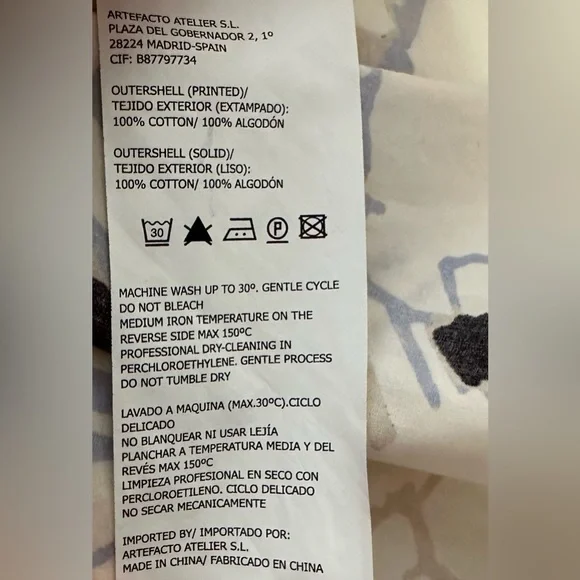 ARTEFACTO ATELIER S.L.
PLAZA DEL GOBERNADOR 2, 1º
28224 MADRID-SPAIN
CIF: B87797734
OUTERSHELL (PRINTED)/
TEJIDO EXTERIOR (EXTAMPADO):
100% COTTON/ 100% ALGODÓN
OUTERSHELL (SOLID)/
TEJIDO EXTERIOR (LISO):
100% COTTON/ 100% ALGODÓN
30 P
MACHINE WASH UP TO 30º. GENTLE CYCLE
DO NOT BLEACH
MEDIUM IRON TEMPERATURE ON THE
REVERSE SIDE MAX 150ºC
PROFESSIONAL DRY-CLEANING IN
PERCHLOROETHYLENE. GENTLE PROCESS
DO NOT TUMBLE DRY
LAVADO A MAQUINA (MAX.30ºC).CICLO
DELICADO
NO BLANQUEAR NI USAR LEJÍA
PLANCHAR A TEMPERATURA MEDIA Y DEL
REVÉS MAX 150ºC
LIMPIEZA PROFESIONAL EN SECO CON
PERCLOROETILENO. CICLO DELICADO
NO SECAR MECANICAMENTE
IMPORTED BY/ IMPORTADO POR:
ARTEFACTO ATELIER S.L.
MADE IN CHINA/ FABRICADO EN CHINA